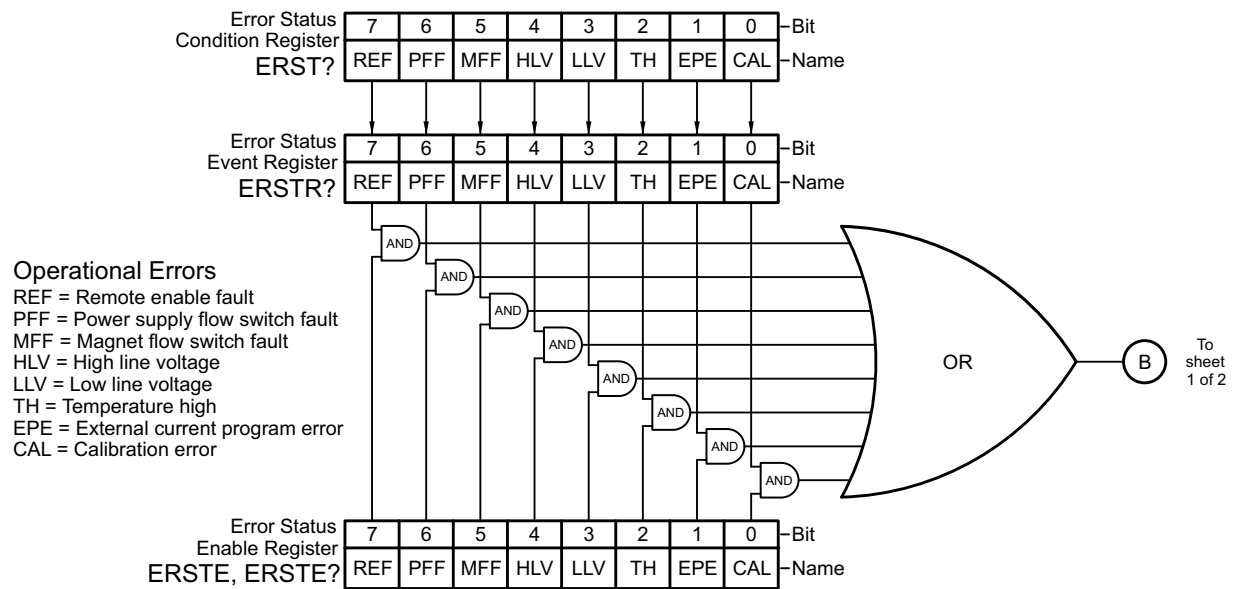 Error Status
Condition Register
ERST?
7 6 5 4 3 2 1 0 Bit
REF PFF MFF HLV LLV TH EPE CAL Name
Error Status
Event Register
ERSTR?
7 6 5 4 3 2 1 0 Bit
REF PFF MFF HLV LLV TH EPE CAL Name
AND
AND
AND
AND
AND
AND
AND
AND
OR
B
To
sheet
1 of 2
Operational Errors
REF = Remote enable fault
PFF = Power supply flow switch fault
MFF = Magnet flow switch fault
HLV = High line voltage
LLV = Low line voltage
TH = Temperature high
EPE = External current program error
CAL = Calibration error
Error Status
Enable Register
ERSTE, ERSTE?
7 6 5 4 3 2 1 0 Bit
REF PFF MFF HLV LLV TH EPE CAL Name